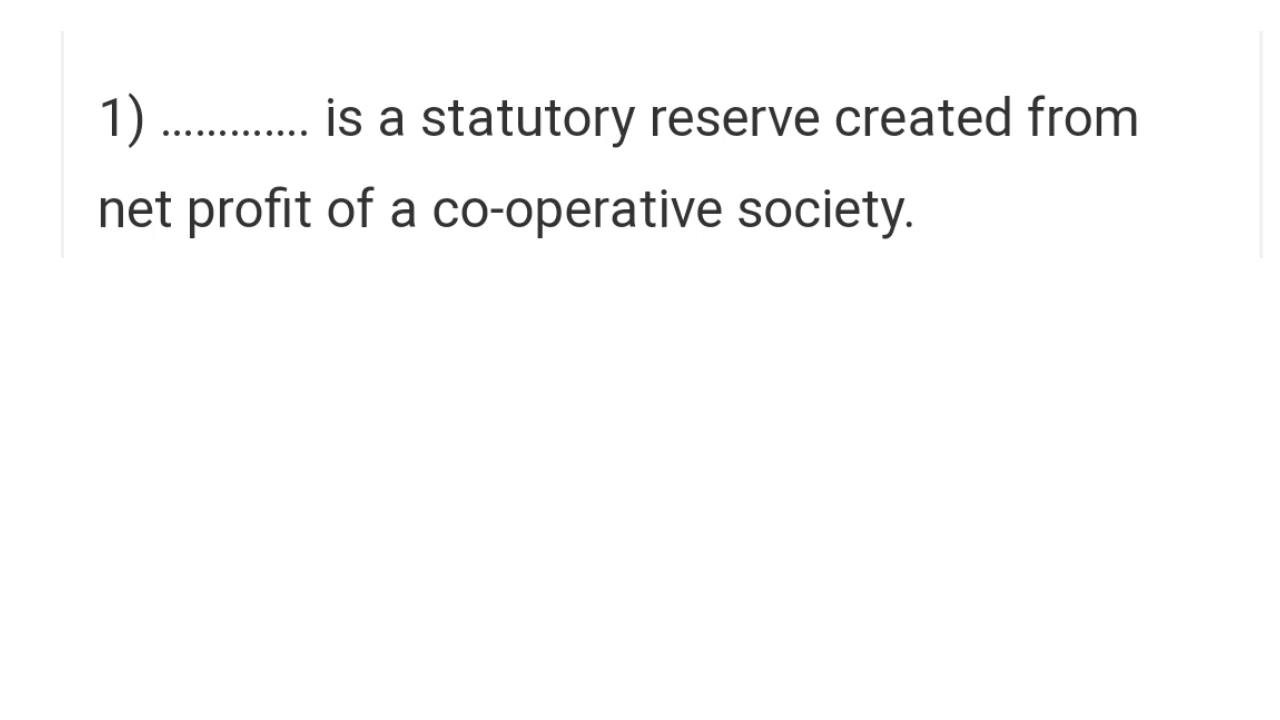 1) ............. is a statutory reserve created from
net profit of a co-operative society.